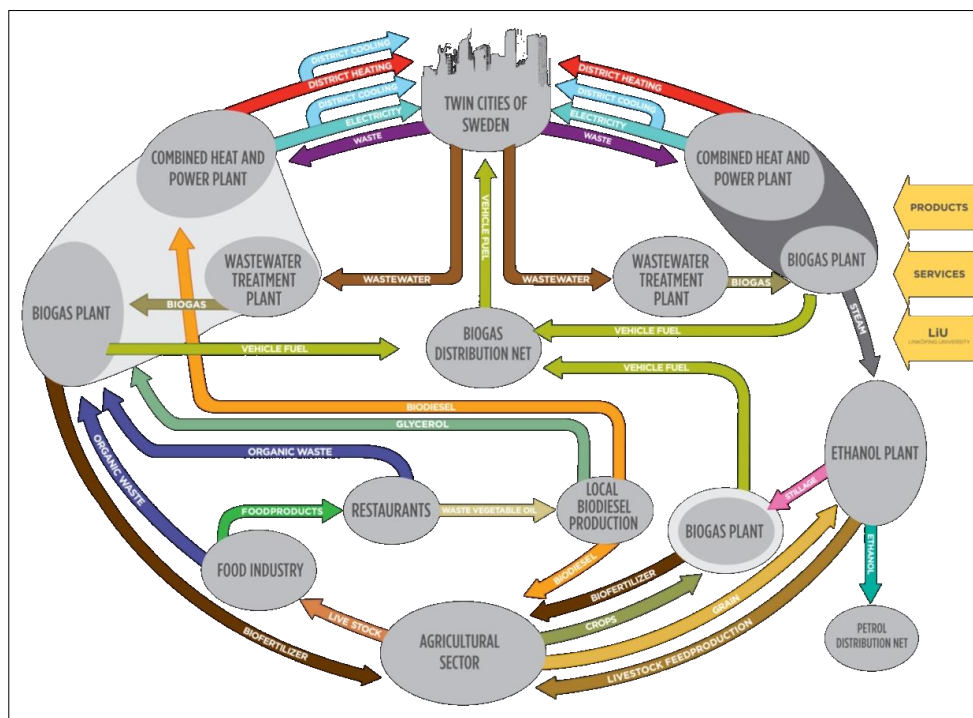 DISTRICT COOLING
DISTRICT HEATING
DISTRICT COOLING
ELECTRICITY
WASTE
TWIN CITIES OF
SWEDEN
DISTRICT HEATING
DISTRICT COOLING
ELECTRICITY
WASTE
COMBINED HEAT AND
POWER PLANT
COMBINED HEAT AND
POWER PLANT
PRODUCTS
VEHICLE FUEL
WASTEWATER
TREATMENT
PLANT
WASTEWATER
WASTEWATER
WASTEWATER
TREATMENT
PLANT
BIOGAS
BIOGAS PLANT
SERVICES
BIOGAS PLANT
BIOGAS
STEAM
VEHICLE FUEL
BIOGAS
DISTRIBUTION NET
VEHICLE FUEL
LiU
LINKÖPING UNIVERSITY
VEHICLE FUEL
BIODIESEL
GLYCEROL
ORGANIC WASTE
ORGANIC WASTE
ETHANOL PLANT
STILLAGE
FOODPRODUCTS
RESTAURANTS
WASTE VEGETABLE OIL
LOCAL
BIODIESEL
PRODUCTION
BIOGAS PLANT
ETHANOL
FOOD INDUSTRY
BIODIESEL
BIOFERTILIZER
GRAIN
LIVE STOCK
CROPS
AGRICULTURAL
SECTOR
BIOFERTILIZER
LIVESTOCK FEEDPRODUCTION
PETROL
DISTRIBUTION NET